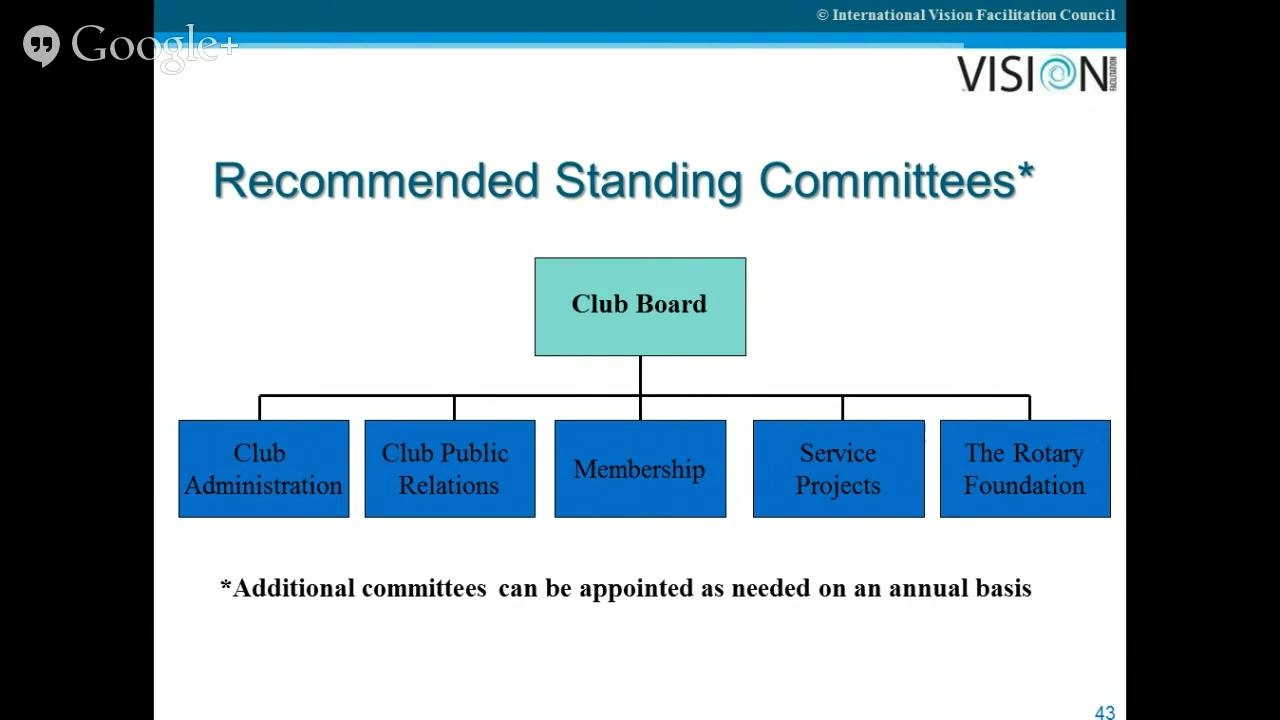 © International Vision Facilitation Council
Google+
VISION
FACILITATION
Recommended Standing Committees*
Club Board
Club
Administration
Club Public
Relations
Membership
Service
Projects
The Rotary
Foundation
*Additional committees can be appointed as needed on an annual basis
43